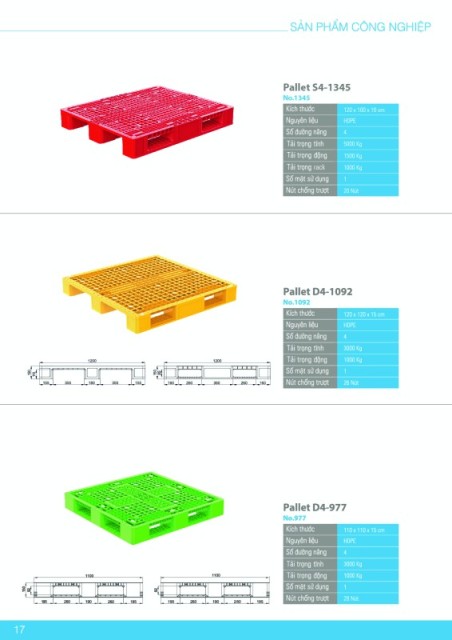 SẢN PHẨM CÔNG NGHIỆP
Pallet S4-1345
No.1345
Kích thước 120 x 100 x 15 cm
Nguyên liệu HDPE
Số đường nâng 4
Tải trọng tĩnh 5000 Kg
Tải trọng động 1500 Kg
Tải trọng rack 1000 Kg
Số mặt sử dụng 1
Nút chống trượt 20 Nút
Pallet D4-1092
No.1092
Kích thước 120 x 120 x 15 cm
Nguyên liệu HDPE
Số đường nâng 4
Tải trọng tĩnh
Tải trọng động 1000 Kg
Số mặt sử dụng 1
Nút chống trượt 28 Nút
1200 1200
Pallet D4-977
No.977
Kích thước 110 x 110 x 15 cm
Nguyên liệu HDPE
Số đường nâng 4
Tải trọng tĩnh 3000 Kg
Tải trọng động 1000 Kg
Số mặt sử dụng 1
Nút chống trượt 28 Nút
1100 1100
17